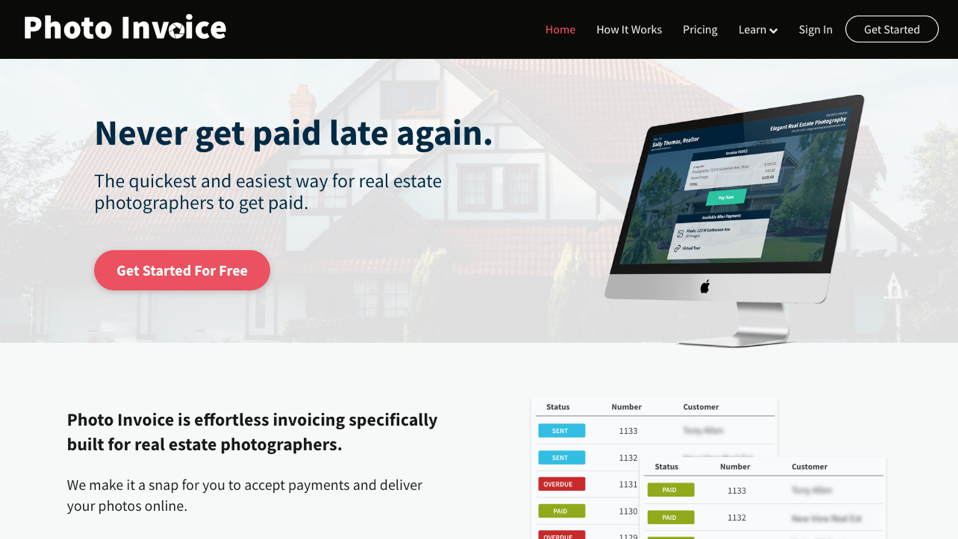 Photo Invoice
Home How It Works Pricing Learn Sign In Get Started
Never get paid late again.
The quickest and easiest way for real estate
photographers to get paid.
Get Started For Free
Elegant Real Estate Photography
Sally Thomas, Realtor
Pay Now
Available After Payment
Virtual Tour
Photo Invoice is effortless invoicing specifically
built for real estate photographers.
We make it a snap for you to accept payments and deliver
your photos online.
Status Number Customer
SENT 1133
SENT 1132
OVERDUE 1131
PAID 1130
OVERDUE 1129
Status Number Customer
PAID 1133
PAID 1132